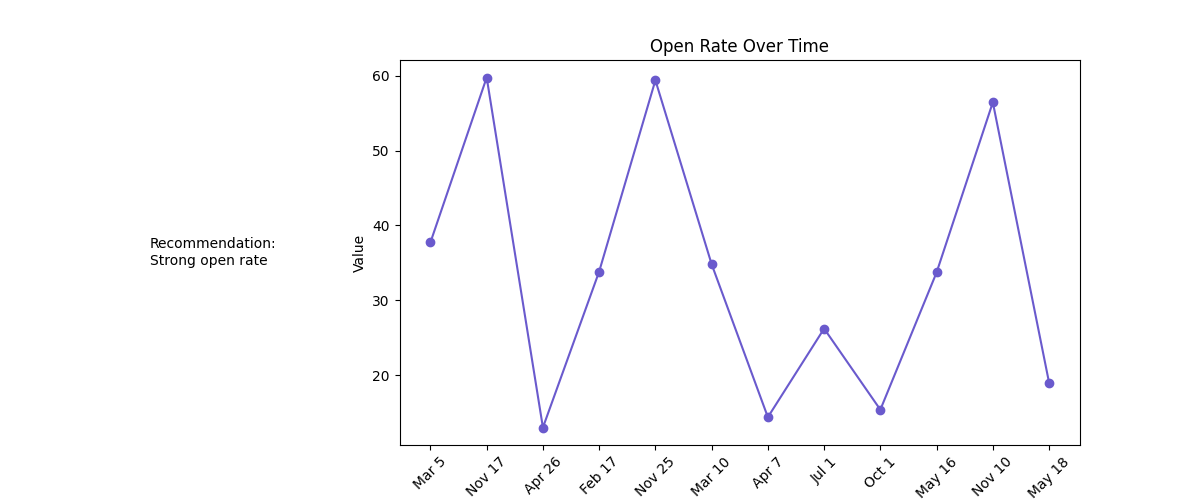 Open Rate Over Time
Recommendation:
Strong open rate
Value
60
50
40
30
20
Mar 5
Nov 17
Apr 26
Feb 17
Nov 25
Mar 10
Apr 7
Jul 1
Oct 1
May 16
Nov 10
May 18